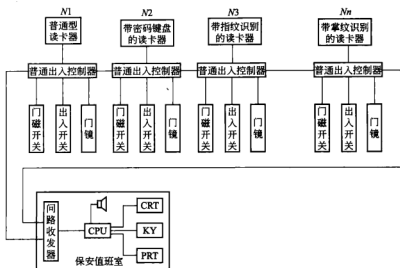 N1 N2 N3 Nn
普通型
读卡器
带密码键盘
的读卡器
带指纹识别
的读卡器
带掌纹识别
的读卡器
普通出入控制器 普通出入控制器 普通出入控制器 普通出入控制器
门磁开关 出入开关 门镜 门磁开关 出入开关 门镜 门磁开关 出入开关 门镜 门磁开关 出入开关 门镜
问路收发器
CPU
CRT
KY
PRT
保安值班室